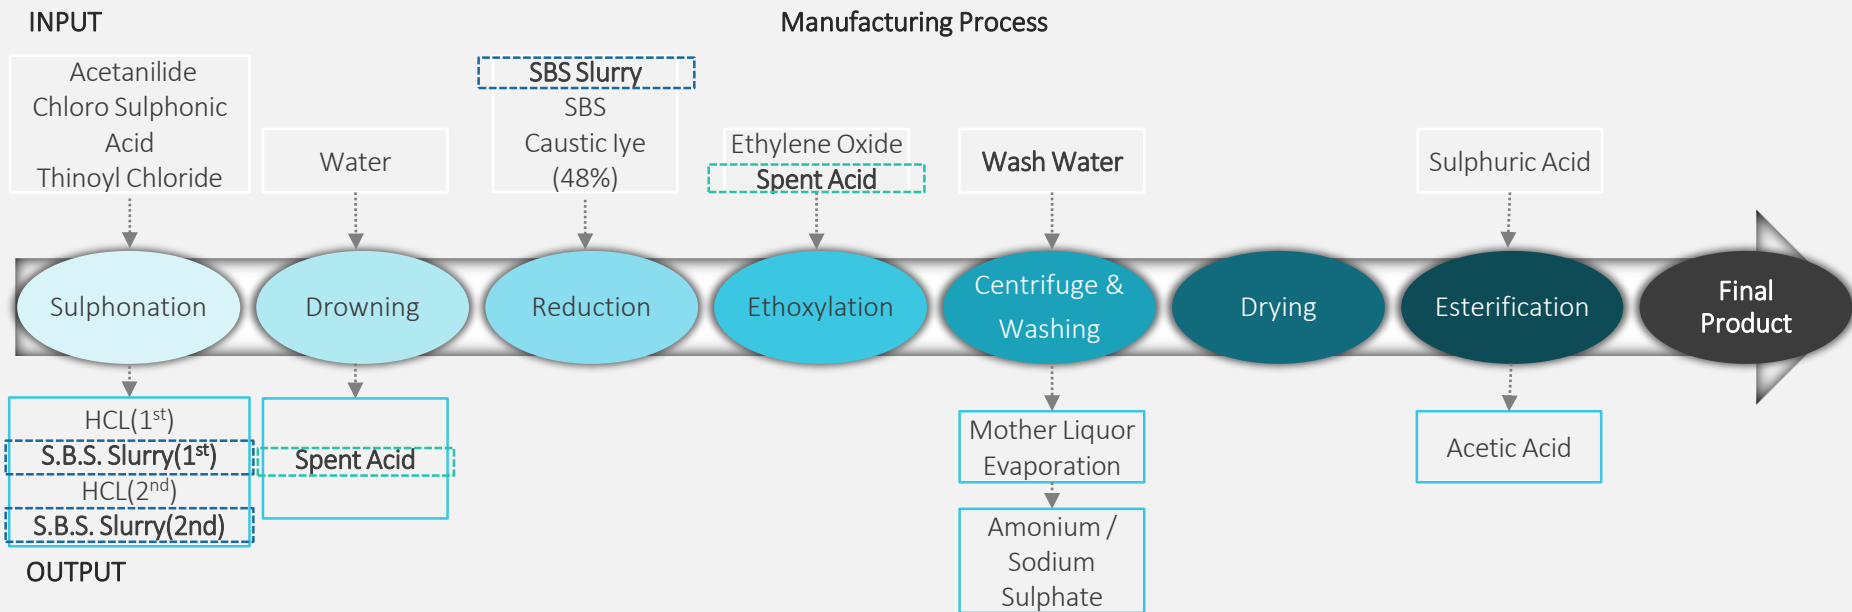 INPUT
Manufacturing Process
Acetanilide
Chloro Sulphonic
Acid
Thinoyl Chloride
Water
SBS Slurry
SBS
Caustic lye
(48%)
Ethylene Oxide
Spent Acid
Wash Water
Sulphuric Acid
Sulphonation
Drowning
Reduction
Ethoxylation
Centrifuge &
Washing
Drying
Esterification
Final
Product
HCL(1st)
S.B.S. Slurry(1st)
HCL(2nd)
S.B.S. Slurry(2nd)
Spent Acid
Mother Liquor
Evaporation
Amonium /
Sodium
Sulphate
Acetic Acid
OUTPUT